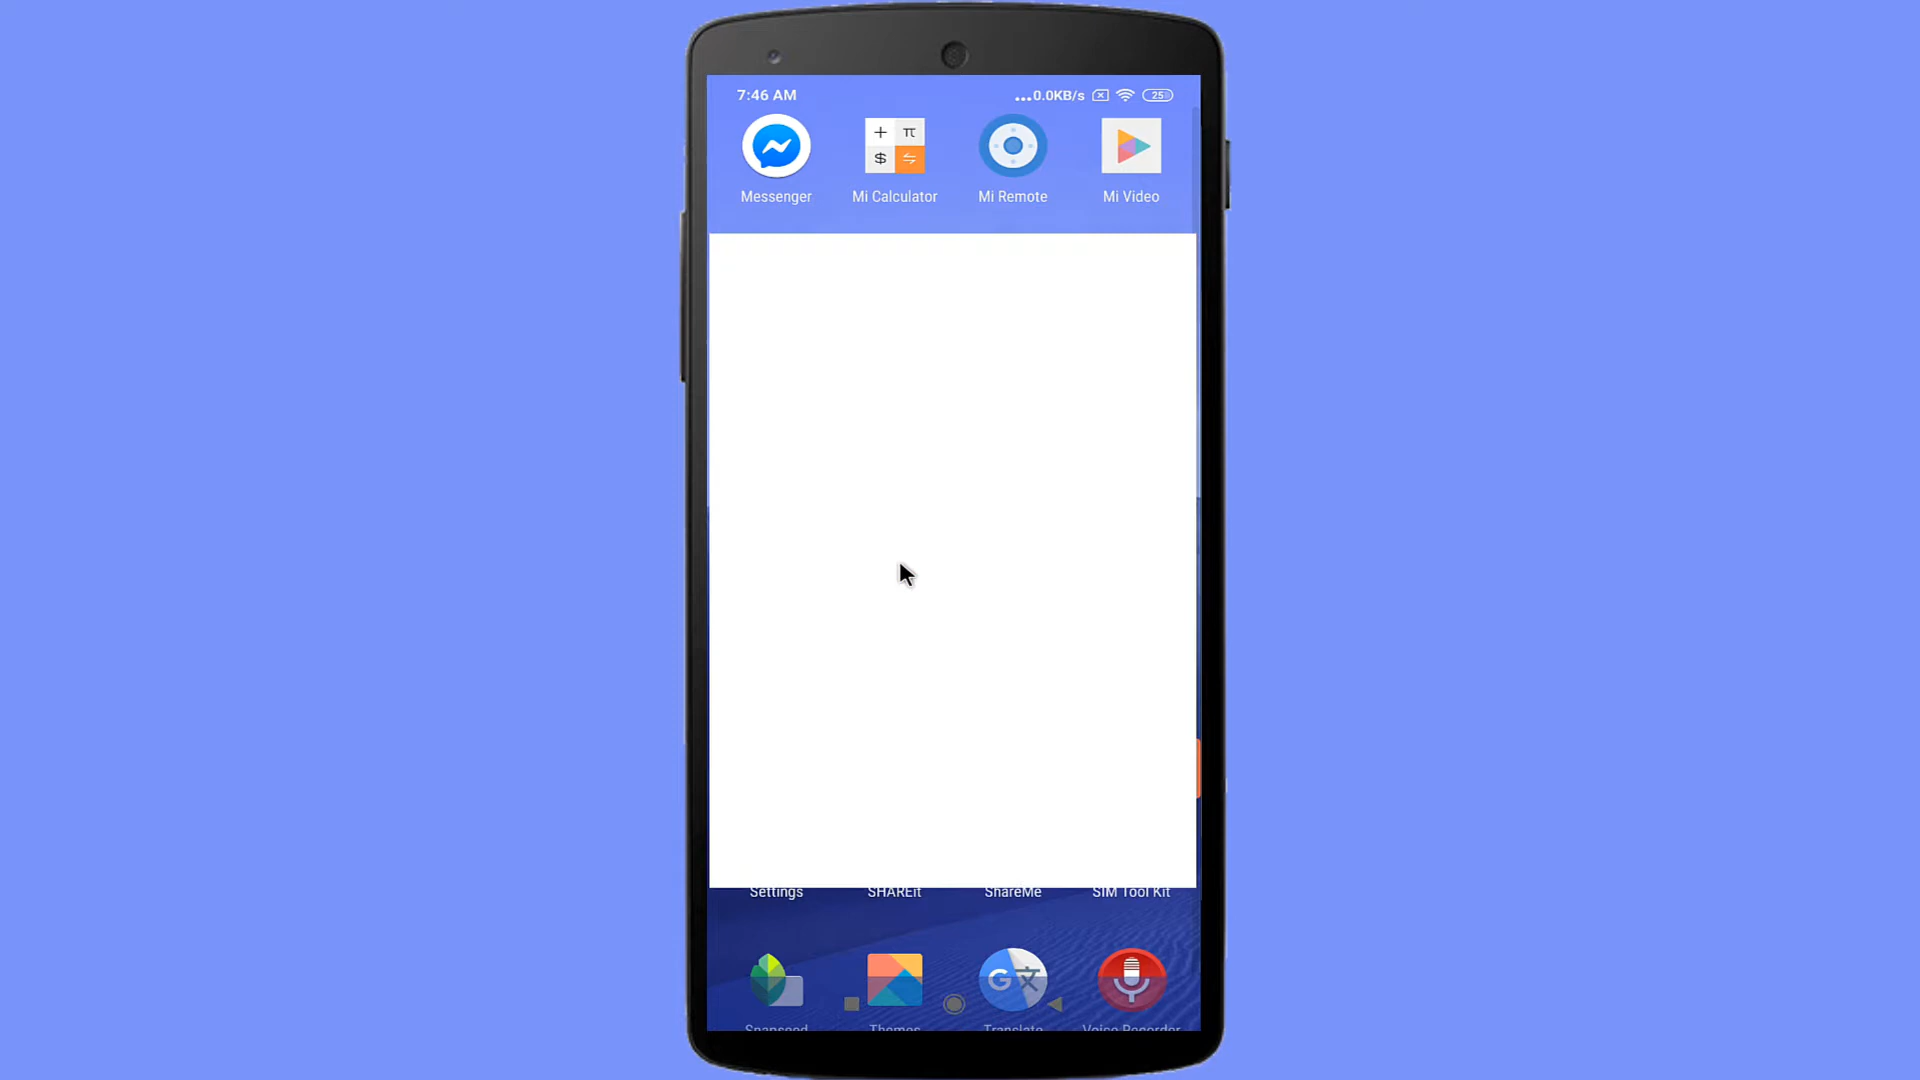 7:46 AM ...0.0KB/s 25
+ π
$
Messenger Mi Calculator Mi Remote Mi Video
Settings SHAREit ShareMe SIM Tool Kit
G 文
Snapseed Themes Translate Voice Recorder